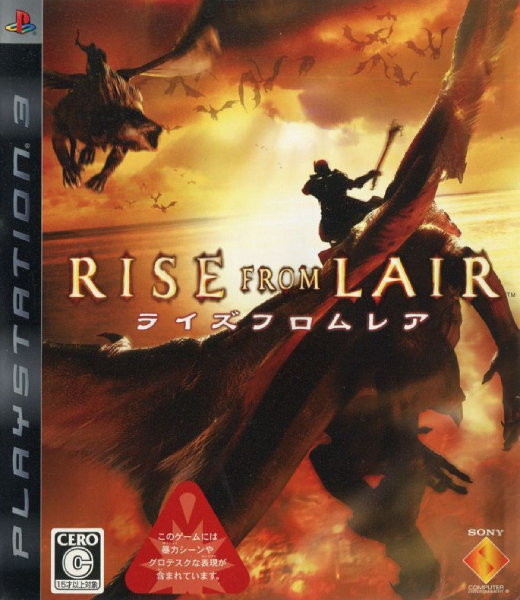 PLAYSTATION®3
RISE FROM LAIR™
ライズフロムレア
このゲームには
暴力シーンや
グロテスクな表現が
含まれています。
CERO
C
15才以上対象
SONY
COMPUTER
ENTERTAINMENT